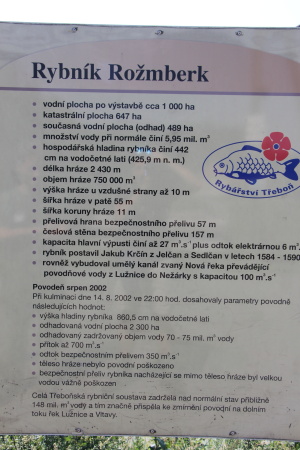 Rybník Rožmberk
• vodní plocha po výstavbě cca 1 000 ha
• katastrální plocha 647 ha
• současná vodní plocha (odhad) 489 ha
• množství vody při normále činí 5,95 mil. m³
• hospodářská hladina rybníka činí 442
cm na vodočetné lati (425,9 m n. m.)
• délka hráze 2 430 m
• objem hráze 750 000 m³
• výška hráze u vzdušné strany až 10 m
• šířka hráze v patě 55 m
• šířka koruny hráze 11 m
• přelivová hrana bezpečnostního přelivu 57 m
• česlová stěna bezpečnostního přelivu 157 m
• kapacita hlavní výpusti činí až 27 m³.s⁻¹ plus odtok elektrárnou 6 m³.
• rybník postavil Jakub Krčín z Jelčan a Sedlčan v letech 1584 - 1590
• rovněž vybudoval umělý kanál zvaný Nová řeka převádějící
povodňové vody z Lužnice do Nežárky s kapacitou 100 m³.s⁻¹
Rybářství Třeboň
Povodeň srpen 2002
Při kulminaci dne 14. 8. 2002 ve 22:00 hod. dosahovaly parametry povodně
následujících hodnot:
• výška hladiny rybníka 860,5 cm na vodočetné lati
• odhadovaná vodní plocha 2 300 ha
• odhadovaný zadržovaný objem vody 70 - 75 mil. m³ vody
• přítok až 700 m³.s⁻¹
• odtok bezpečnostním přelivem 350 m³.s⁻¹
• těleso hráze nebylo povodní poškozeno
• bezpečnostní přeliv rybníka nacházející se mimo těleso hráze byl velkou
vodou vážně poškozen
Celá Třeboňská rybniční soustava zadržela nad normální stav přibližně
148 mil. m³ vody a tím značně přispěla ke zmírnění povodní na dolním
toku řek Lužnice a Vltavy.